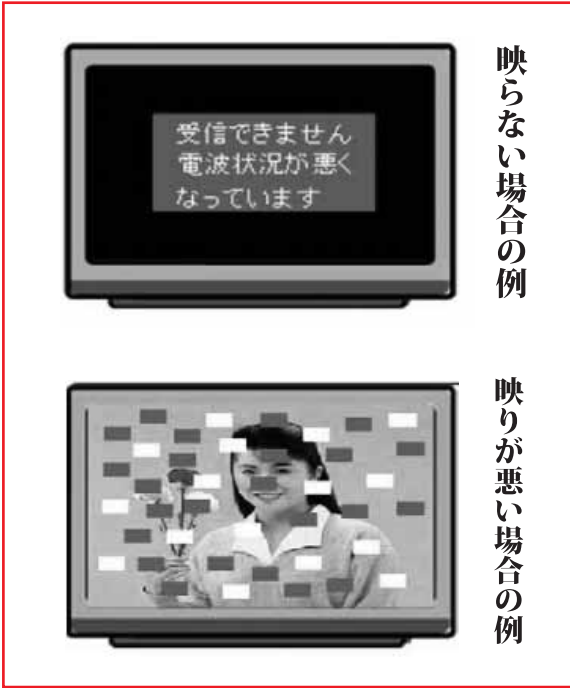 映らない場合の例
受信できません
電波状況が悪く
なっています
映りが悪い場合の例